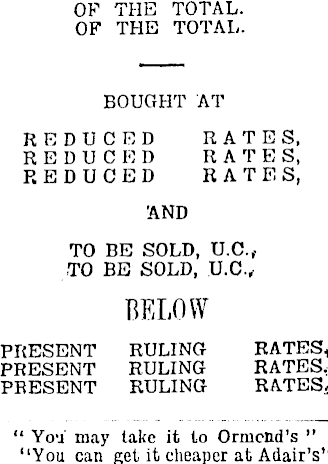 OF THE TOTAL.
OF THE TOTAL.
BOUGHT AT
REDUCED RATES,
REDUCED RATES,
REDUCED RATES,
AND
TO BE SOLD, U.C.,
TO BE SOLD, U.C.,
BELOW
PRESENT RULING RATES,
PRESENT RULING RATES,
PRESENT RULING RATES,
"You may take it to Ormond's"
"You can get it cheaper at Adair's"